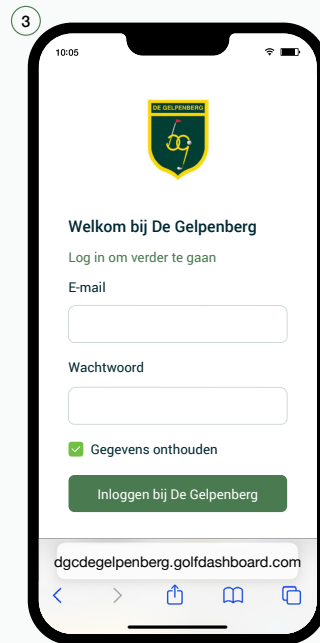 3
10:05
DE GELPENBERG
Welkom bij De Gelpenberg
Log in om verder te gaan
E-mail
Wachtwoord
Gegevens onthouden
Inloggen bij De Gelpenberg
dgcdegelpenberg.golfdashboard.com